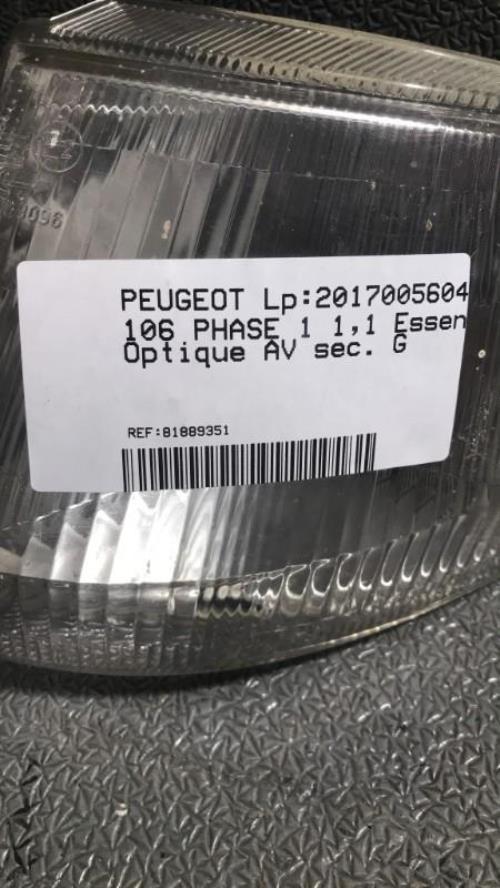 PEUGEOT Lp:2017005604
106 PHASE 1 1,1 Essen
Optique AV sec. G
REF:81889351